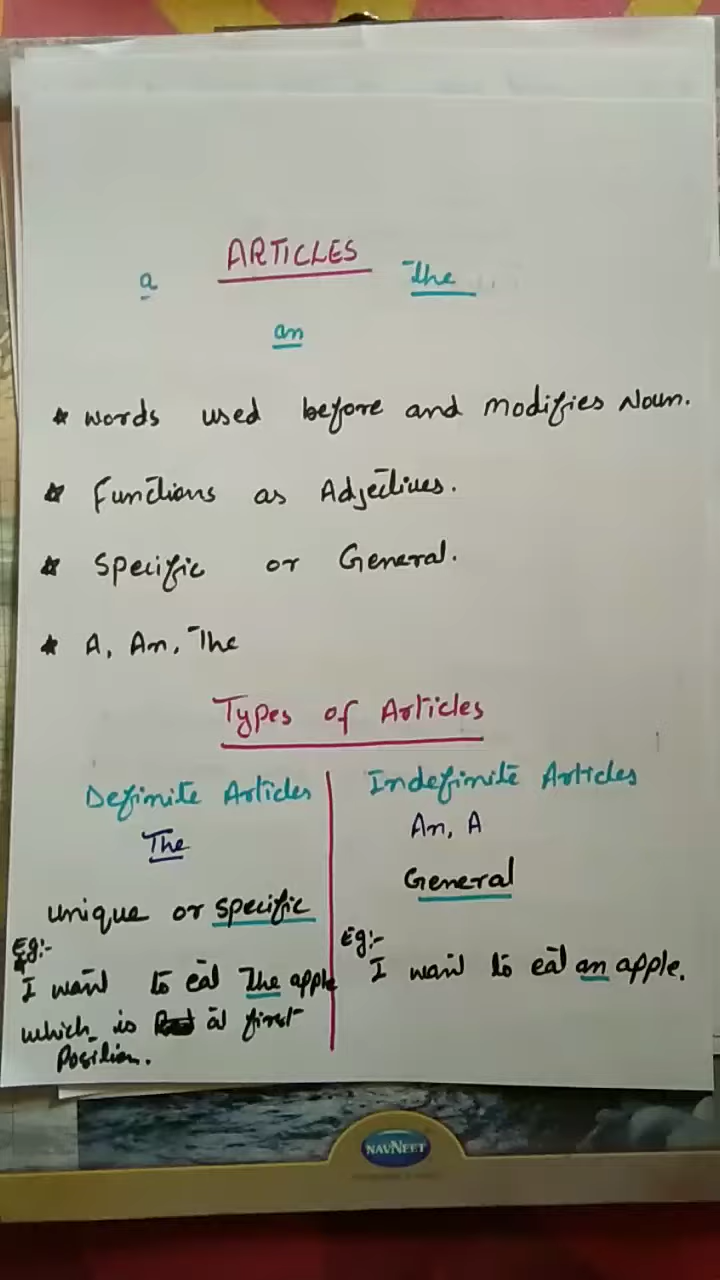 ARTICLES
a The
an
* Words used before and modifies Noun.
* Functions as Adjectives.
* Specific or General.
* A, An, The
Types of Articles
Definite Articles
The
unique or specific
Eg:-
I want to eat The apple
which is at first
Position.
Indefinite Articles
An, A
General
Eg:-
I want to eat an apple.
NAVNEET